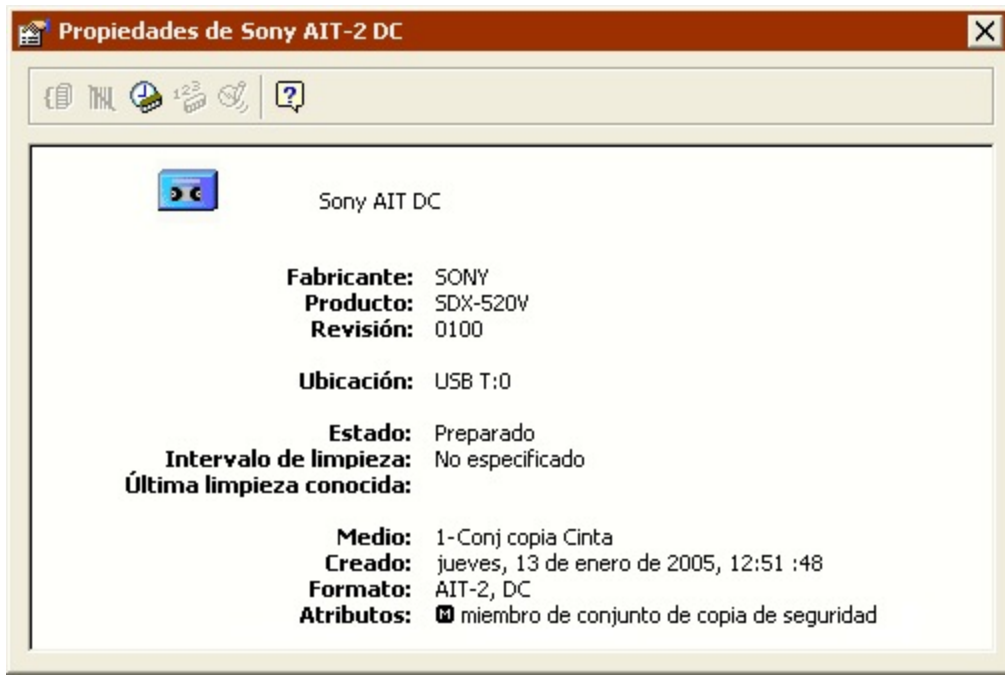 Propiedades de Sony AIT-2 DC
Sony AIT DC
Fabricante: SONY
Producto: SDX-520V
Revisión: 0100
Ubicación: USB T:0
Estado: Preparado
Intervalo de limpieza: No especificado
Última limpieza conocida:
Medio: 1-Conj copia Cinta
Creado: jueves, 13 de enero de 2005, 12:51 :48
Formato: AIT-2, DC
Atributos: M miembro de conjunto de copia de seguridad